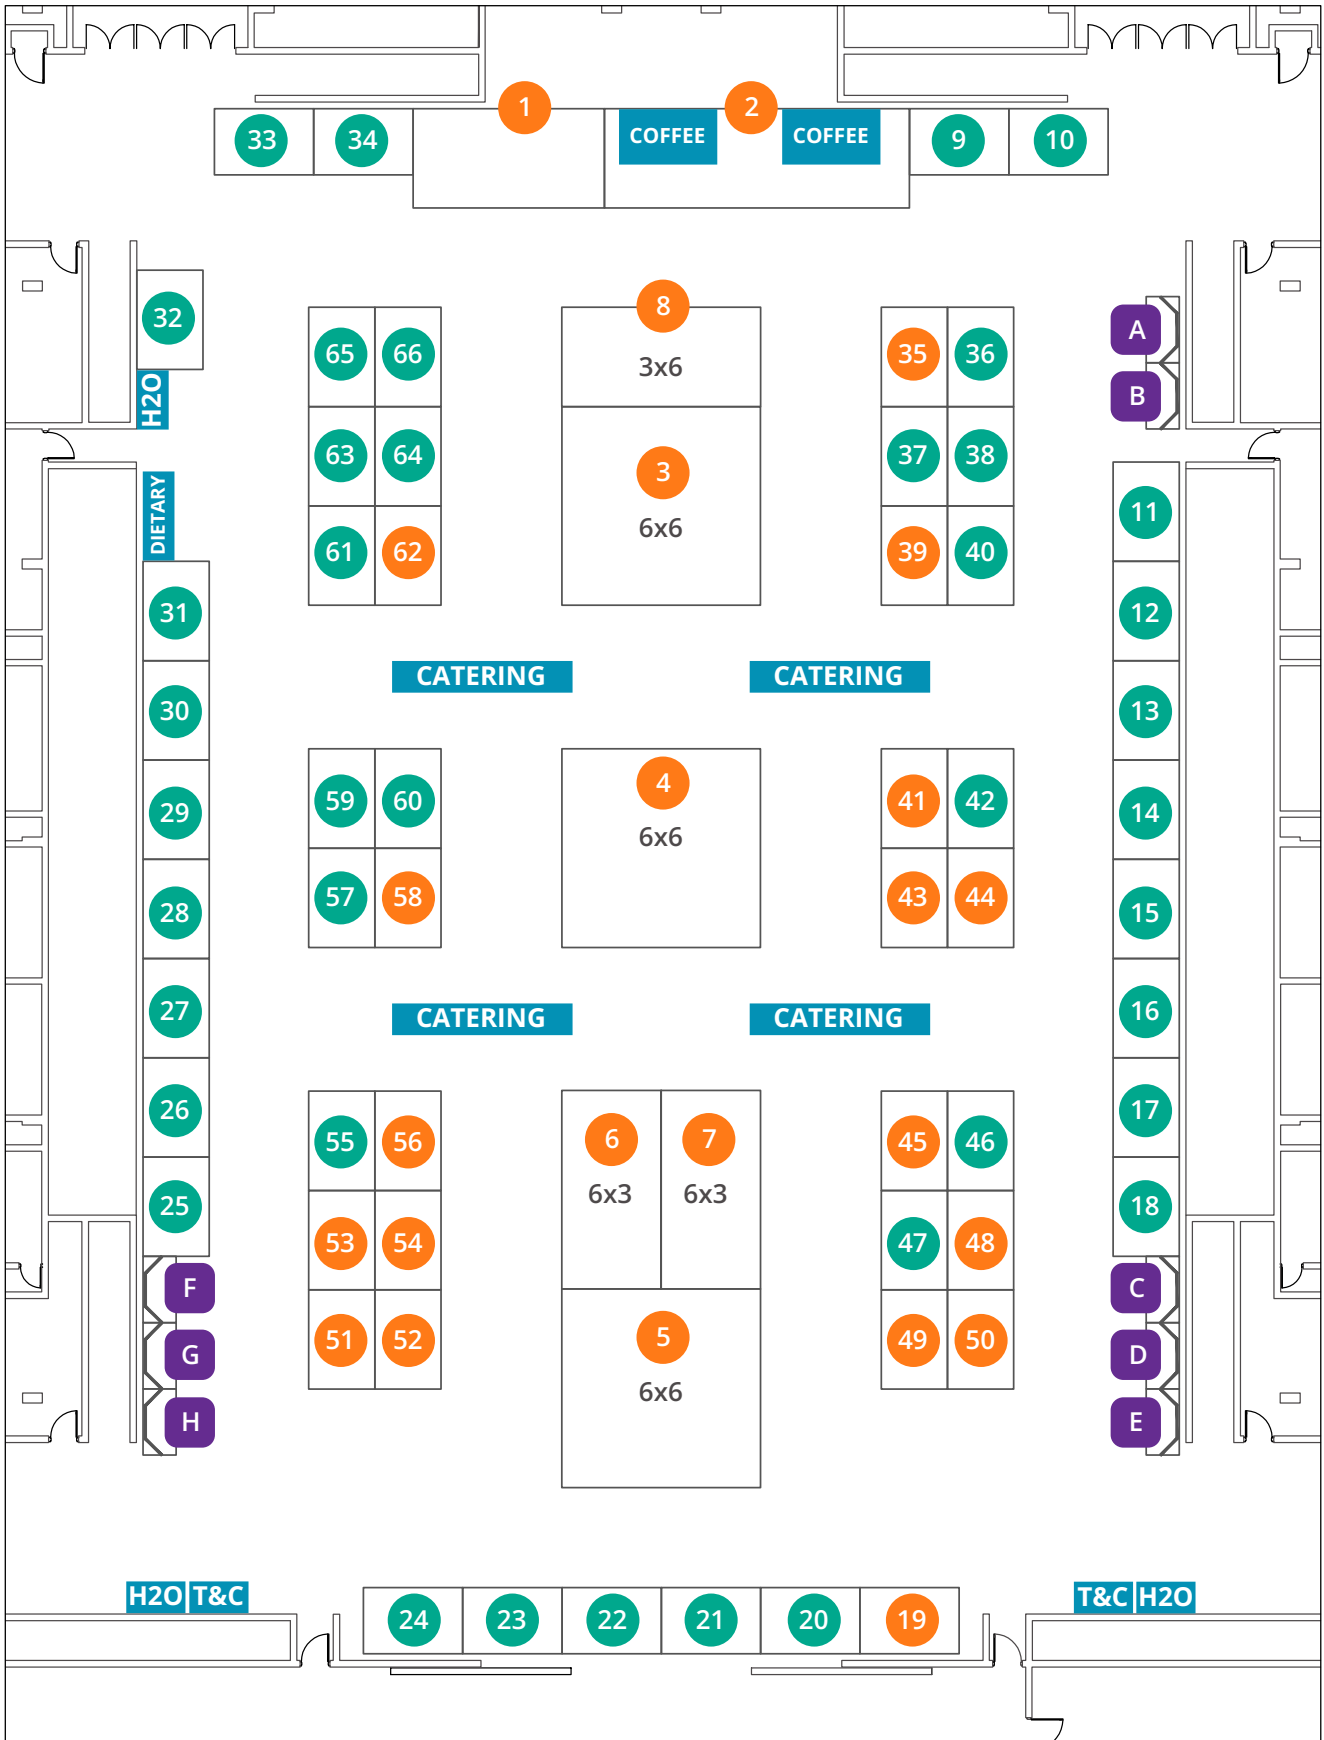 1 2
33 34 COFFEE COFFEE 9 10
32
H2O
DIETARY
65 66 8 35 36 A
3x6
B
63 64 3 37 38
6x6
11
61 62 39 40
31 12
CATERING CATERING
30 13
59 60 4 41 42
6x6
29 14
57 58 43 44
28 15
27 16
CATERING CATERING
26 17
55 56 6 7 45 46
6x3 6x3
25 18
53 54 47 48
F C
51 52 5 49 50
G D
6x6
H E
H2O T&C T&C H2O
24 23 22 21 20 19